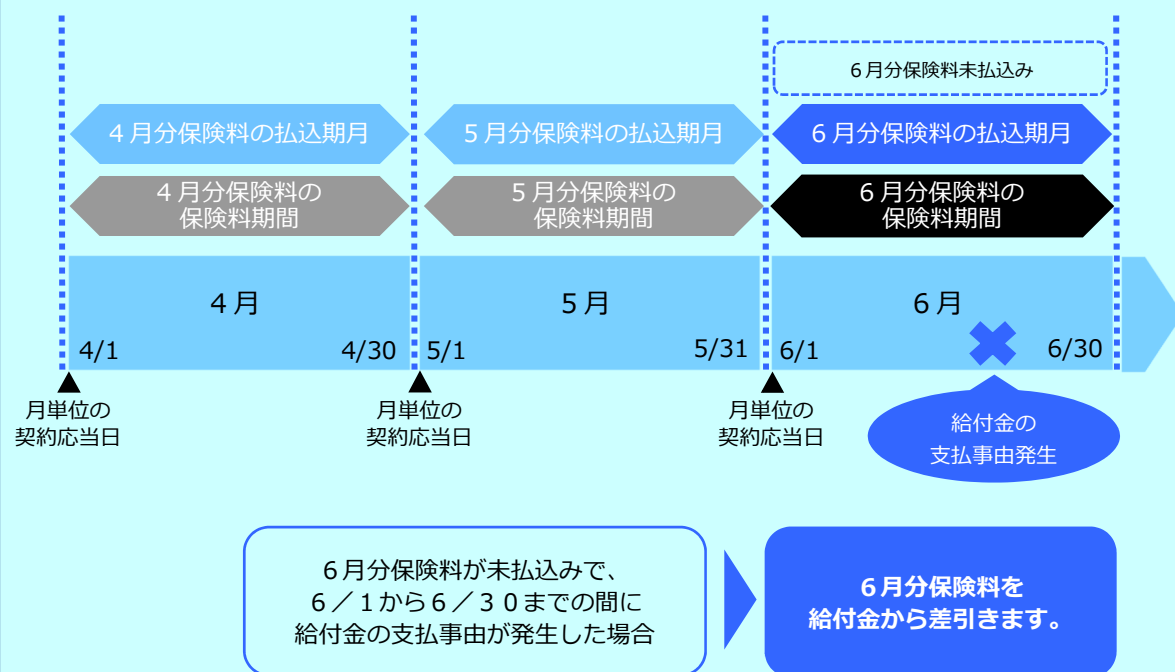 ６月分保険料未払込み
４月分保険料の払込期月
５月分保険料の払込期月
６月分保険料の払込期月
４月分保険料の
保険料期間
５月分保険料の
保険料期間
６月分保険料の
保険料期間
４月
５月
６月
4/1
4/30
5/1
5/31
6/1
6/30
月単位の
契約応当日
月単位の
契約応当日
月単位の
契約応当日
給付金の
支払事由発生
６月分保険料が未払込みで、
６／１から６／３０までの間に
給付金の支払事由が発生した場合
６月分保険料を
給付金から差引きます。